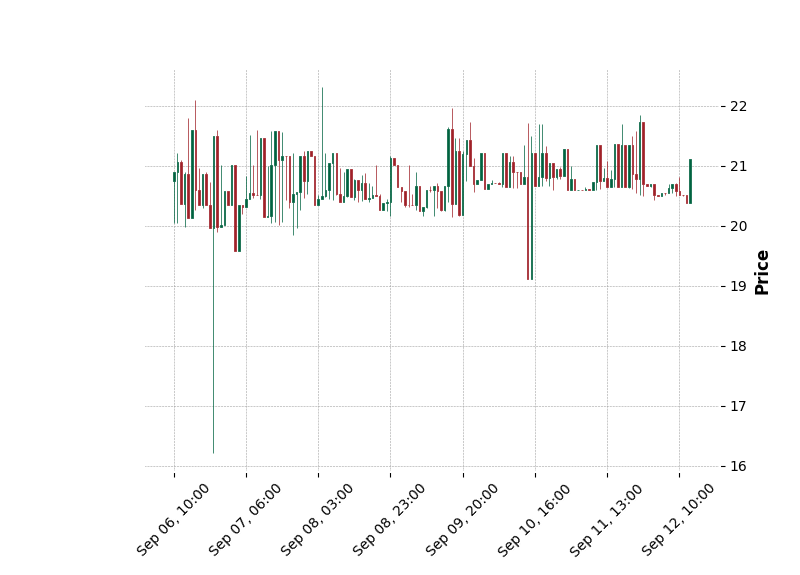 22
21
20
19
18
17
16
Price
Sep 06, 10:00
Sep 07, 06:00
Sep 08, 03:00
Sep 08, 23:00
Sep 09, 20:00
Sep 10, 16:00
Sep 11, 13:00
Sep 12, 10:00